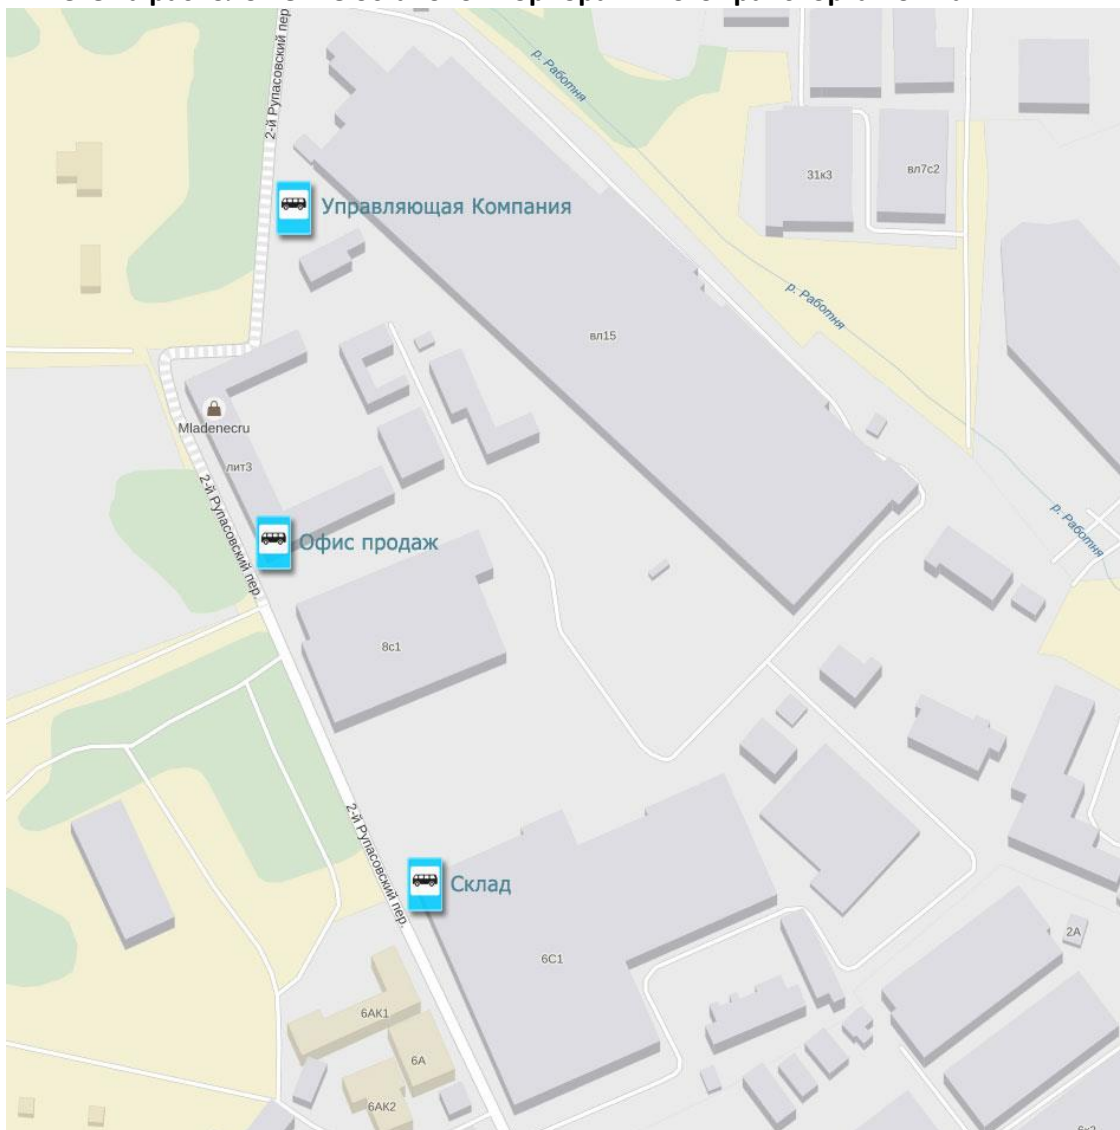 2-й Рупасовский пер.
р. Работня
31к3
вл7с2
Управляющая Компания
р. Работня
вл15
Mladenecru
лит3
2-й Рупасовский пер.
р. Работня
Офис продаж
8с1
2-й Рупасовский пер.
Склад
2А
6С1
6АК1
6А
6АК2